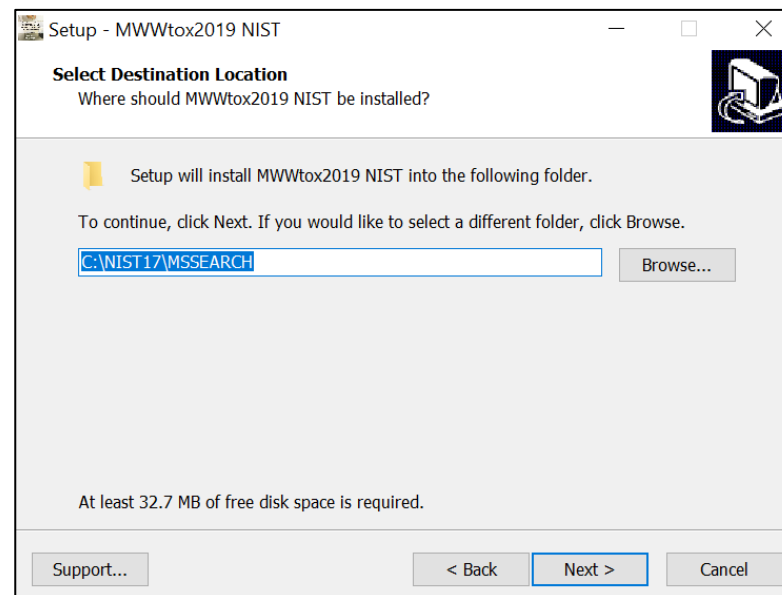 Setup - MWWtox2019 NIST
Select Destination Location
Where should MWWtox2019 NIST be installed?
Setup will install MWWtox2019 NIST into the following folder.
To continue, click Next. If you would like to select a different folder, click Browse.
C:\NIST17\MSSEARCH
Browse...
At least 32.7 MB of free disk space is required.
Support...
< Back
Next >
Cancel